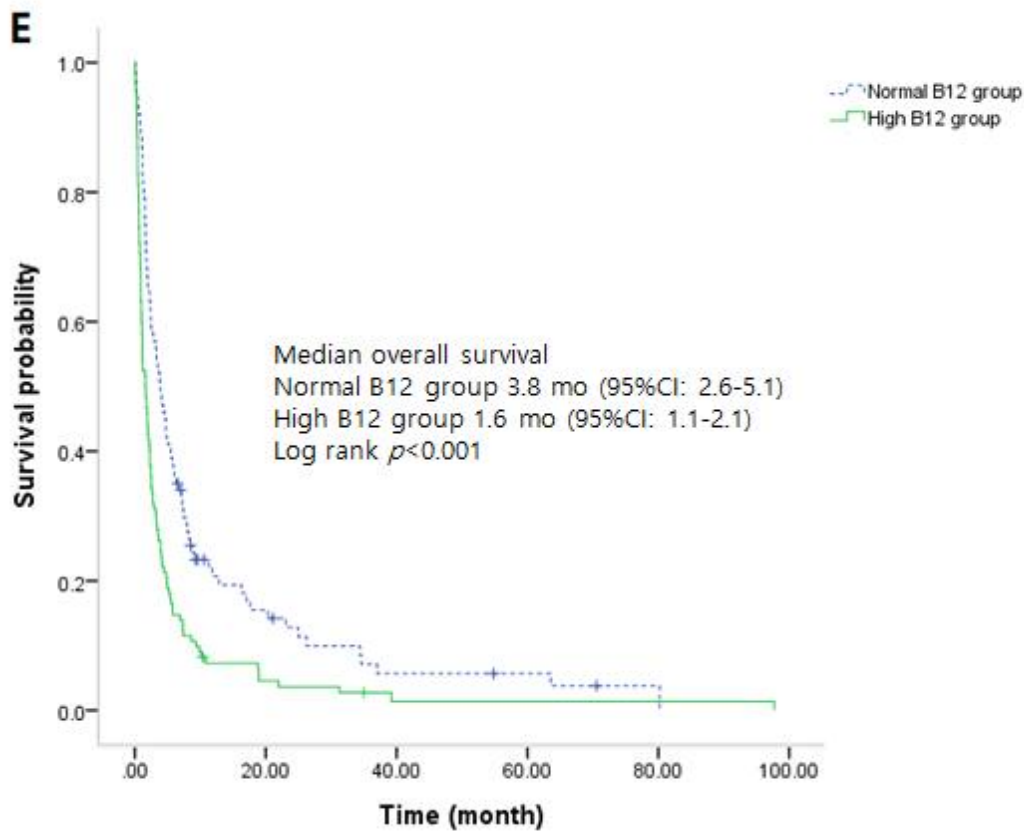 E
Normal B12 group
High B12 group
Survival probability
1.0
0.8
0.6
0.4
0.2
0.0
Median overall survival
Normal B12 group 3.8 mo (95%CI: 2.6-5.1)
High B12 group 1.6 mo (95%CI: 1.1-2.1)
Log rank p<0.001
.00 20.00 40.00 60.00 80.00 100.00
Time (month)